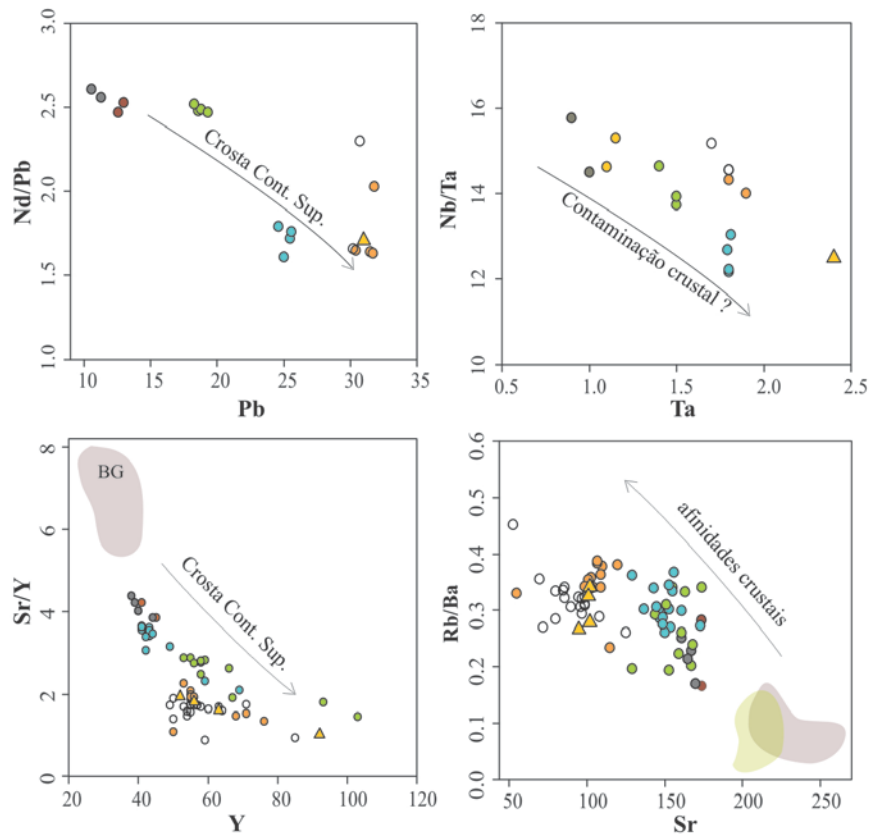 3.0
2.5
2.0
1.5
1.0
Nd/Pb
Crosta Cont. Sup.
10 15 20 25 30 35
Pb
18
16
14
12
10
Nb/Ta
Contaminação crustal ?
0.5 1.0 1.5 2.0 2.5
Ta
8
6
4
2
0
Sr/Y
BG
Crosta Cont. Sup.
20 40 60 80 100 120
Y
0.6
0.5
0.4
0.3
0.2
0.1
0.0
Rb/Ba
afinidades crustais
50 100 150 200 250
Sr